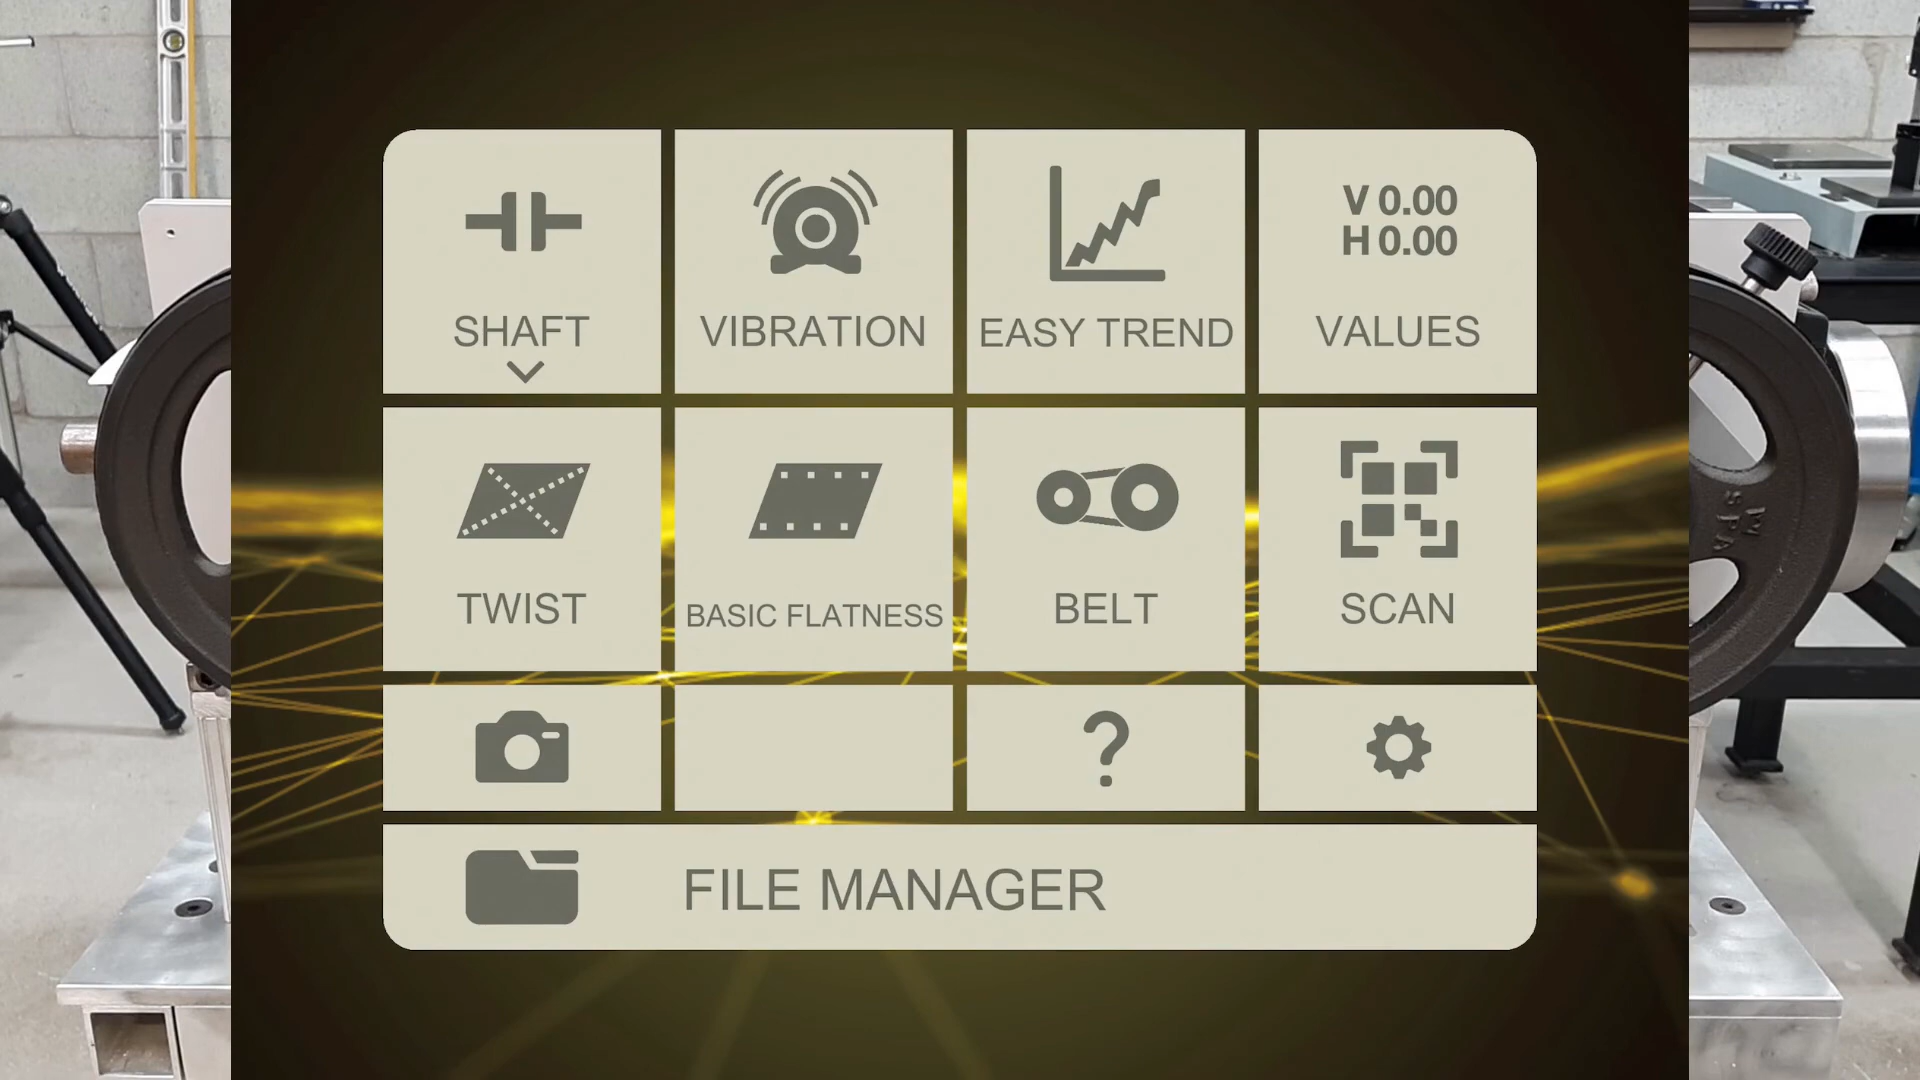 V 0.00
H 0.00
SHAFT
VIBRATION
EASY TREND
VALUES
TWIST
BASIC FLATNESS
BELT
SCAN
?
FILE MANAGER